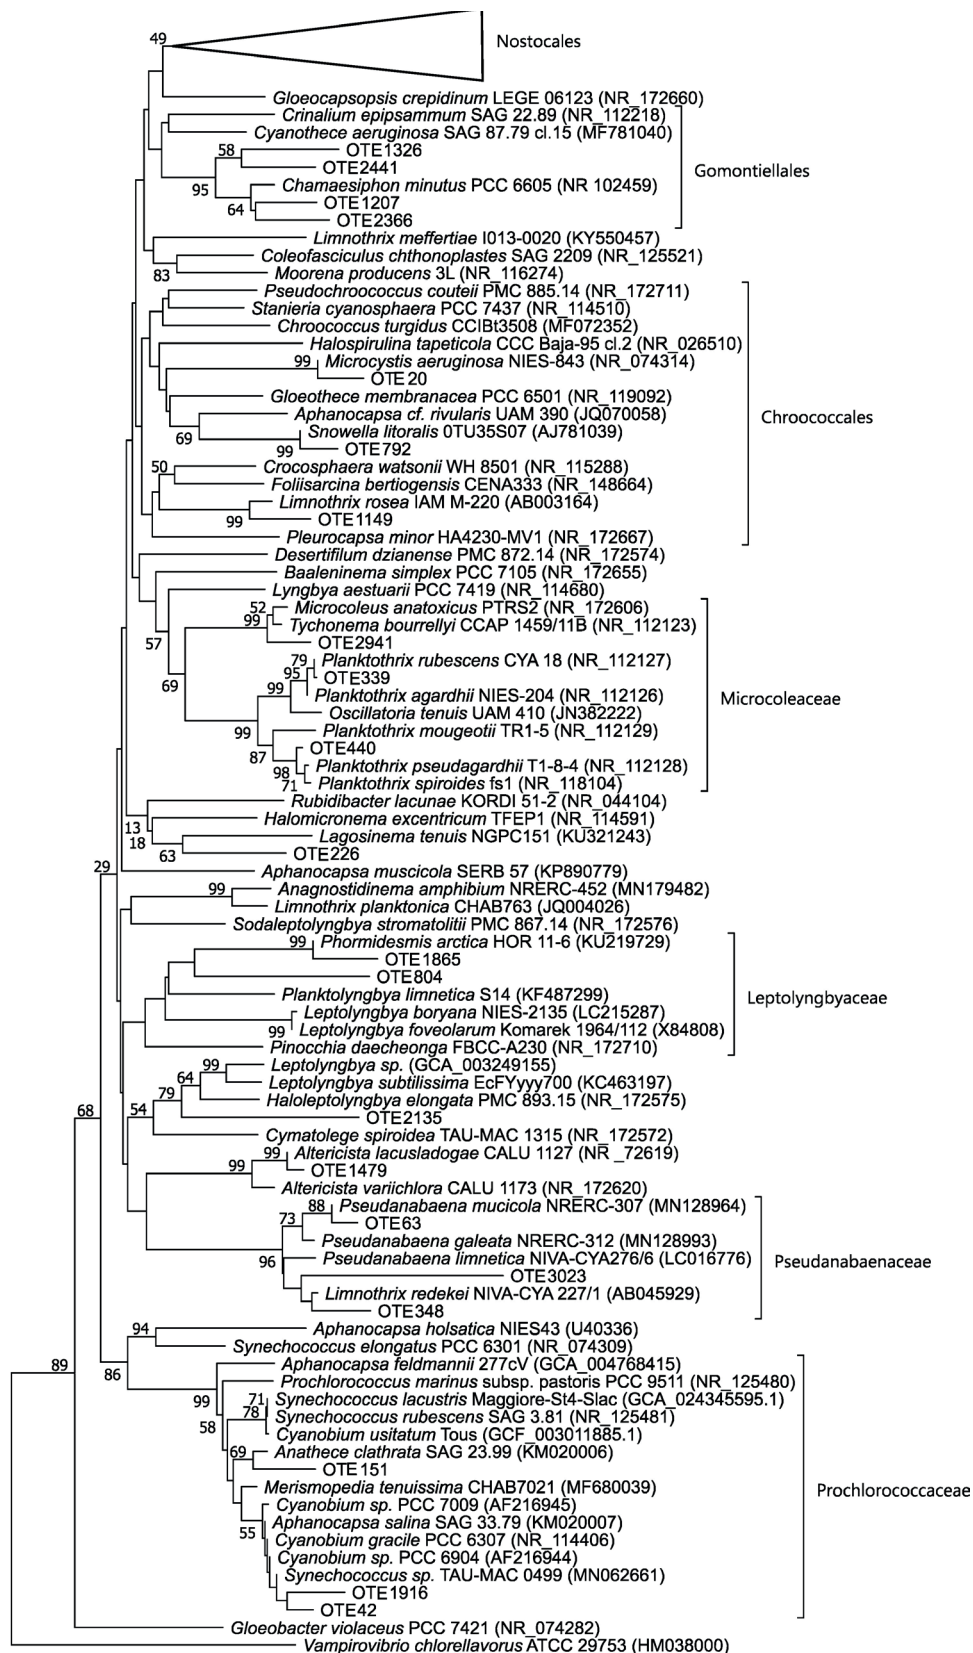 49
Nostocales
Gloeocapsopsis crepidinum LEGE 06123 (NR_172660)
Crinalium epipsammum SAG 22.89 (NR_112218)
Cyanothece aeruginosa SAG 87.79 cl.15 (MF781040)
58 OTE1326
OTE2441
Gomontiellales
95 Chamaesiphon minutus PCC 6605 (NR 102459)
64 OTE1207
OTE2366
Limnothrix meffertiae I013-0020 (KY550457)
Coleofasciculus chthonoplastes SAG 2209 (NR_125521)
83 Moorena producens 3L (NR_116274)
Pseudochroococcus couteii PMC 885.14 (NR_172711)
Stanieria cyanosphaera PCC 7437 (NR_114510)
Chroococcus turgidus CCIBt3508 (MF072352)
Halospirulina tapeticola CCC Baja-95 cl.2 (NR_026510)
99 Microcystis aeruginosa NIES-843 (NR_074314)
OTE20
Gloeothece membranacea PCC 6501 (NR_119092)
Aphanocapsa cf. rivularis UAM 390 (JQ070058)
Chroococcales
69 Snowella litoralis 0TU35S07 (AJ781039)
99 OTE792
50 Crocosphaera watsonii WH 8501 (NR_115288)
Foliisarcina bertiogensis CENA333 (NR_148664)
Limnothrix rosea IAM M-220 (AB003164)
99 OTE1149
Pleurocapsa minor HA4230-MV1 (NR_172667)
Desertifilum dzianense PMC 872.14 (NR_172574)
Baaleninema simplex PCC 7105 (NR_172655)
Lyngbya aestuarii PCC 7419 (NR_114680)
52 Microcoleus anatoxicus PTRS2 (NR_172606)
99 Tychonema bourrellyi CCAP 1459/11B (NR_112123)
57 OTE2941
79 Planktothrix rubescens CYA 18 (NR_112127)
95 OTE339
69 99 Planktothrix agardhii NIES-204 (NR_112126)
Microcoleaceae
Oscillatoria tenuis UAM 410 (JN382222)
99 Planktothrix mougeotii TR1-5 (NR_112129)
87 OTE440
98 Planktothrix pseudagardhii T1-8-4 (NR_112128)
71 Planktothrix spiroides fs1 (NR_118104)
Rubidibacter lacunae KORDI 51-2 (NR_044104)
13 Halomicronema excentricum TFEP1 (NR_114591)
18 Lagosinema tenuis NGPC151 (KU321243)
63 OTE226
29 Aphanocapsa muscicola SERB 57 (KP890779)
99 Anagnostidinema amphibium NRERC-452 (MN179482)
Limnothrix planktonica CHAB763 (JQ004026)
Sodaleptolyngbya stromatolitii PMC 867.14 (NR_172576)
99 Phormidesmis arctica HOR 11-6 (KU219729)
OTE1865
OTE804
Planktolyngbya limnetica S14 (KF487299)
Leptolyngbyaceae
Leptolyngbya boryana NIES-2135 (LC215287)
99 Leptolyngbya foveolarum Komarek 1964/112 (X84808)
Pinocchia daecheonga FBCC-A230 (NR_172710)
99 Leptolyngbya sp. (GCA_003249155)
64 Leptolyngbya subtilissima EcFYyyy700 (KC463197)
79 Haloleptolyngbya elongata PMC 893.15 (NR_172575)
68 54 OTE2135
Cymatolege spiroidea TAU-MAC 1315 (NR_172572)
99 Altericista lacusladogae CALU 1127 (NR _72619)
99 OTE1479
Altericista variichlora CALU 1173 (NR_172620)
88 Pseudanabaena mucicola NRERC-307 (MN128964)
73 OTE63
Pseudanabaena galeata NRERC-312 (MN128993)
96 Pseudanabaena limnetica NIVA-CYA276/6 (LC016776)
Pseudanabaenaceae
OTE3023
Limnothrix redekei NIVA-CYA 227/1 (AB045929)
OTE348
94 Aphanocapsa holsatica NIES43 (U40336)
Synechococcus elongatus PCC 6301 (NR_074309)
89 86 Aphanocapsa feldmannii 277cV (GCA_004768415)
Prochlorococcus marinus subsp. pastoris PCC 9511 (NR_125480)
99 71 Synechococcus lacustris Maggiore-St4-Slac (GCA_024345595.1)
78 Synechococcus rubescens SAG 3.81 (NR_125481)
58 Cyanobium usitatum Tous (GCF_003011885.1)
69 Anathece clathrata SAG 23.99 (KM020006)
OTE151
Merismopedia tenuissima CHAB7021 (MF680039)
Prochlorococcaceae
Cyanobium sp. PCC 7009 (AF216945)
55 Aphanocapsa salina SAG 33.79 (KM020007)
Cyanobium gracile PCC 6307 (NR_114406)
Cyanobium sp. PCC 6904 (AF216944)
Synechococcus sp. TAU-MAC 0499 (MN062661)
OTE1916
OTE42
Gloeobacter violaceus PCC 7421 (NR_074282)
Vampirovibrio chlorellavorus ATCC 29753 (HM038000)